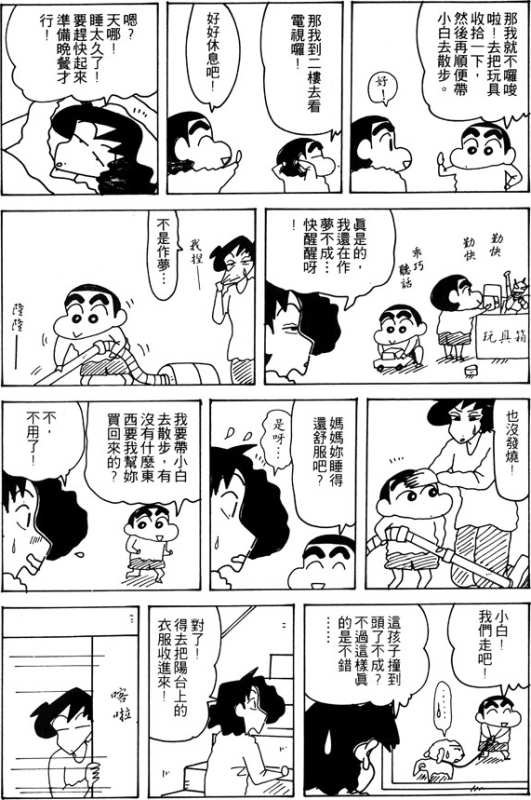 那我就不囉唆
啦！去把玩具
收拾一下，
然後再順便帶
小白去散步。
好！
那我到二樓去看
電視囉！
好好休息吧！
嗯？
天哪！
睡太久了！
要趕快起來
準備晚餐才
行！
勤快
勤快
玩具箱
乖巧
聽話
真是的，
我還在作
夢不成…
快醒醒呀
！
我捏
不是作夢…
隆隆
也沒發燒！
媽媽妳睡得
還舒服吧？
是呀…
我要帶小白
去散步，有
沒有什麼東
西要我幫妳
買回來的？
不，
不用了！
小白！
我們走吧！
……
這孩子撞到
頭了不成？
不過這樣真
的是不錯
……
對了！
得去把陽台上的
衣服收進來！
喀啦